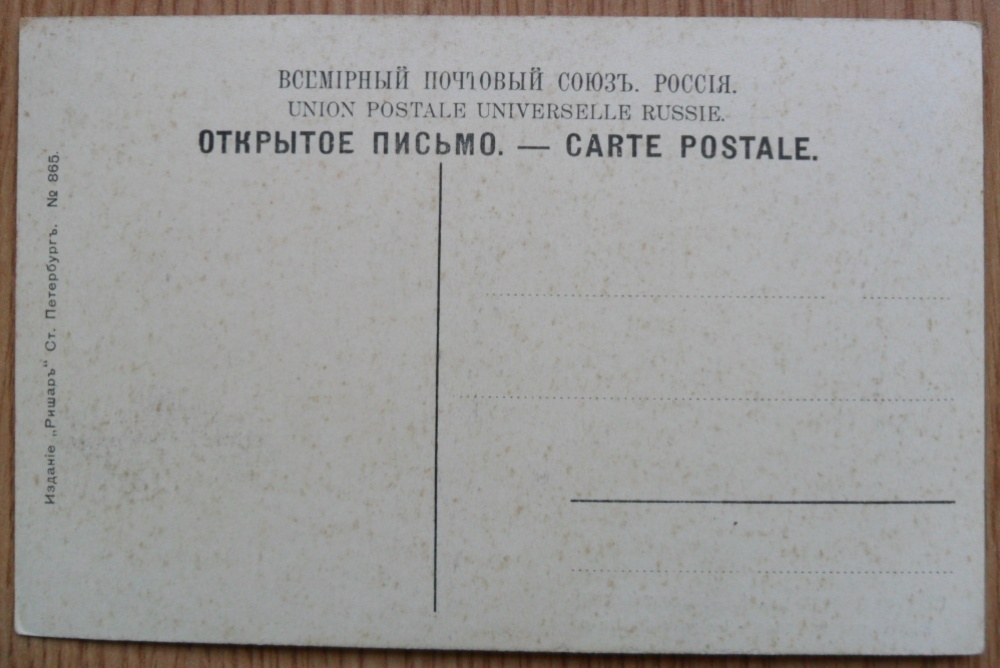 ВСЕМІРНЫЙ ПОЧТОВЫЙ СОЮЗЪ. РОССІЯ.
UNION POSTALE UNIVERSELLE RUSSIE.
ОТКРЫТОЕ ПИСЬМО. — CARTE POSTALE.
Изданіе „Ришаръ“ Ст. Петербургъ. № 865.